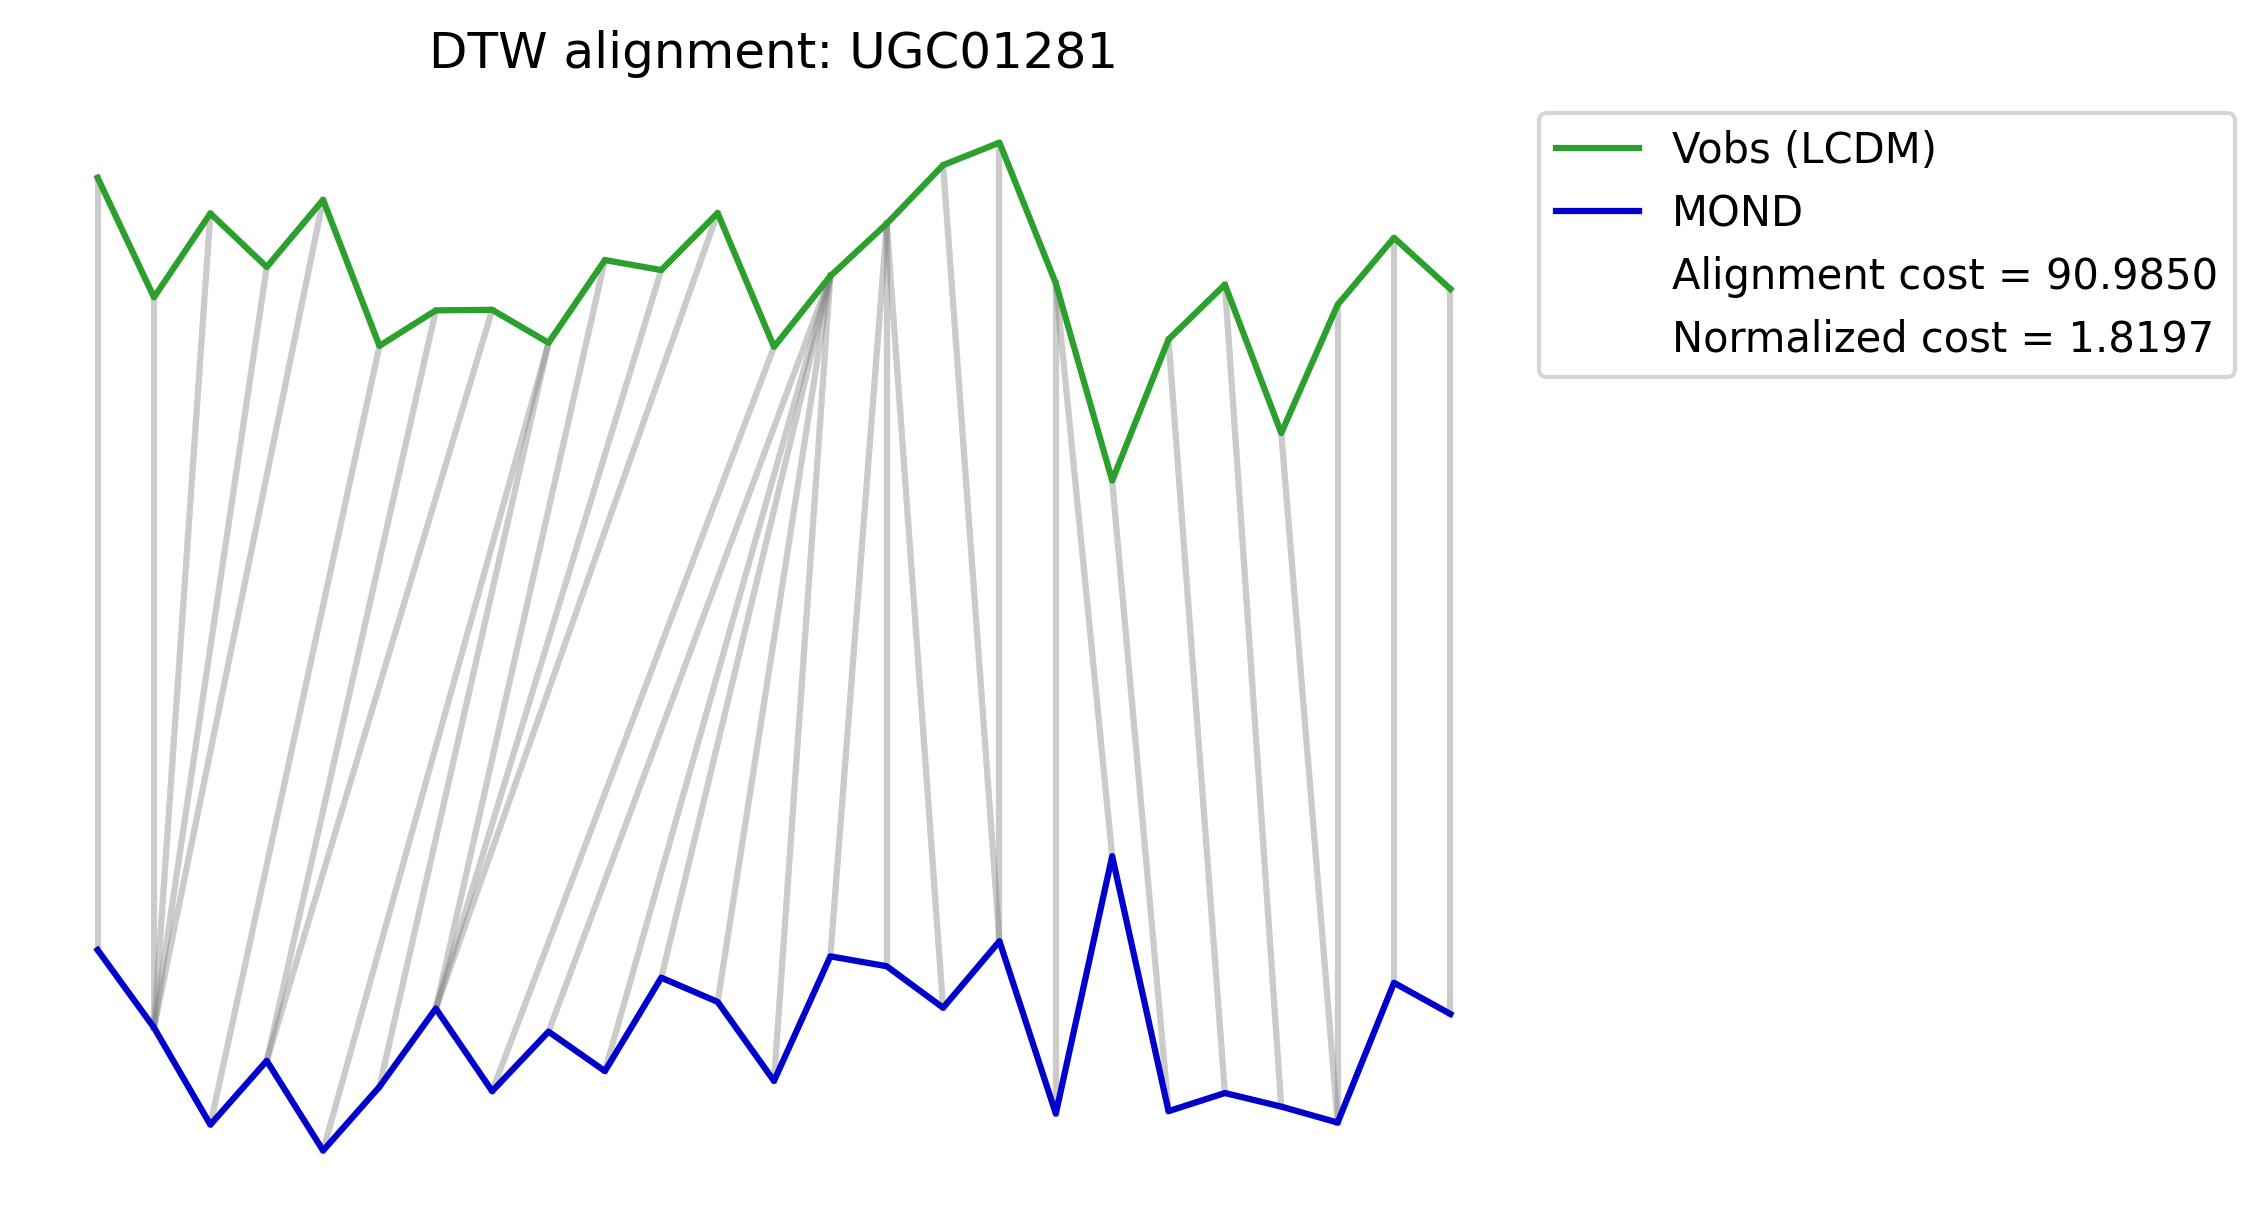 DTW alignment: UGC01281
Vobs (LCDM)
MOND
Alignment cost = 90.9850
Normalized cost = 1.8197